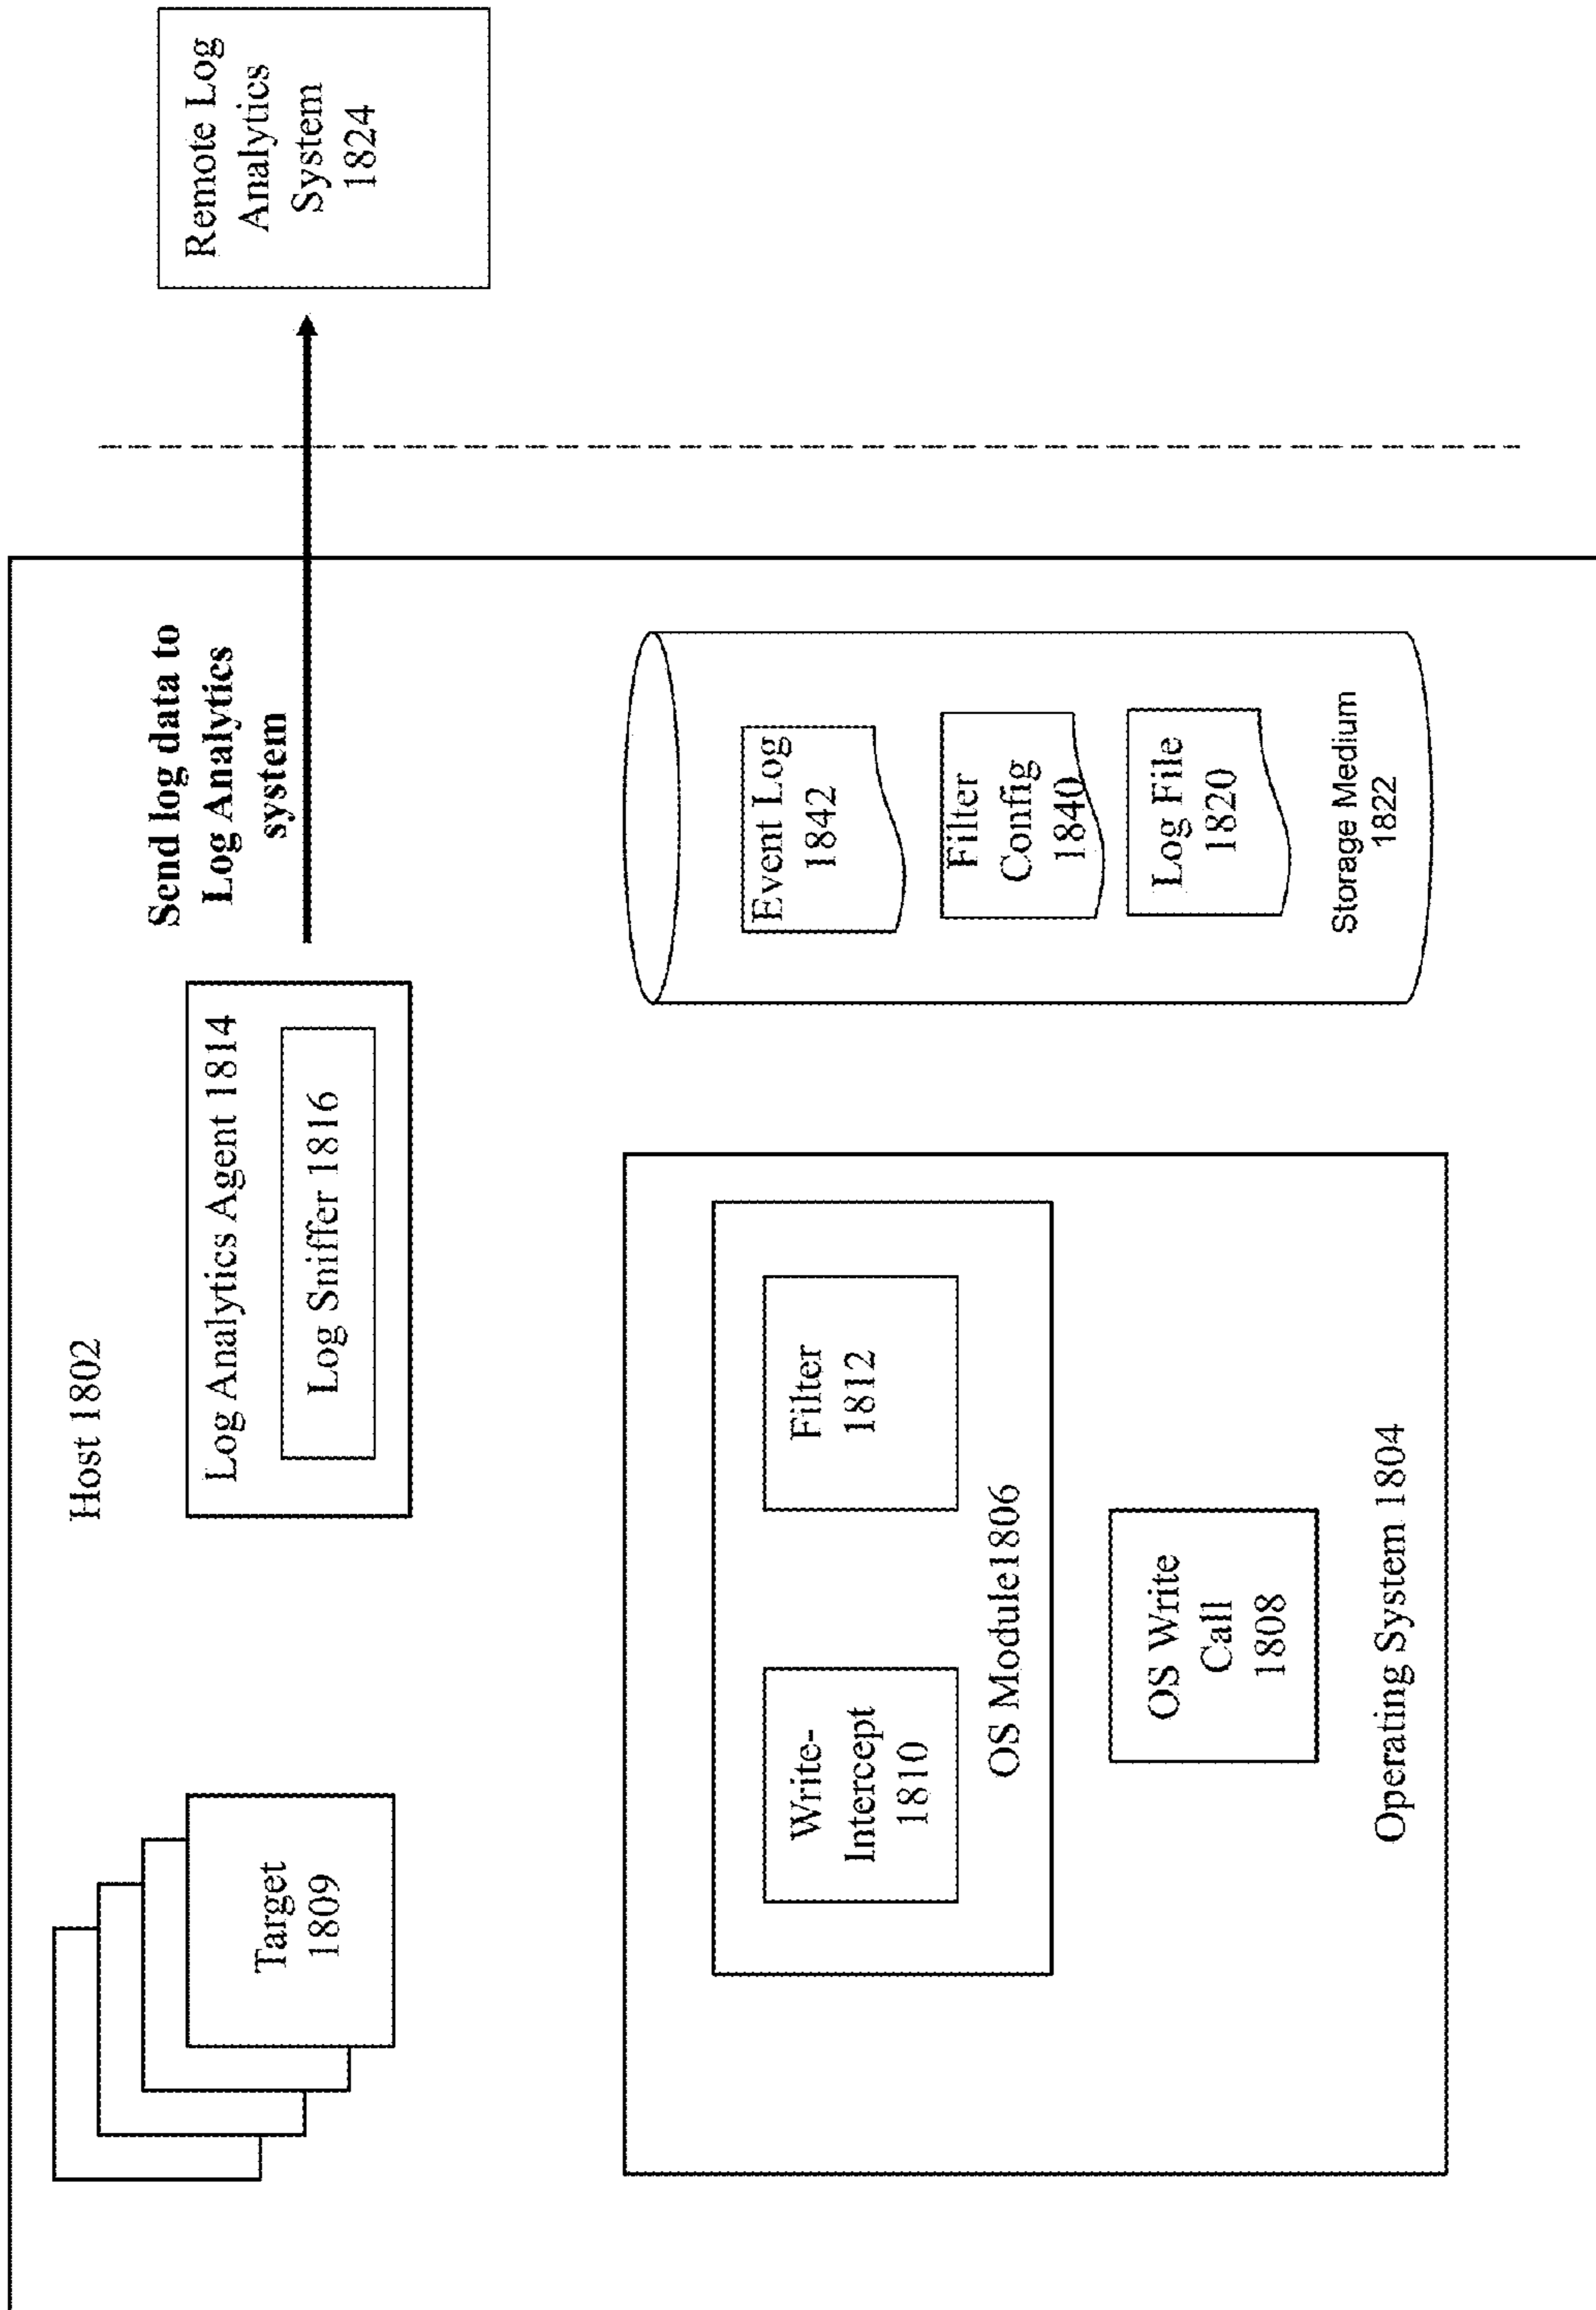 Host 1802
Target
1809
Log Analytics Agent 1814
Log Sniffer 1816
Send log data to
Log Analytics
system
Remote Log
Analytics
System
1824
Write-
Intercept
1810
Filter
1812
OS Module1806
OS Write
Call
1808
Operating System 1804
Event Log
1842
Filter
Config
1840
Log File
1820
Storage Medium
1822